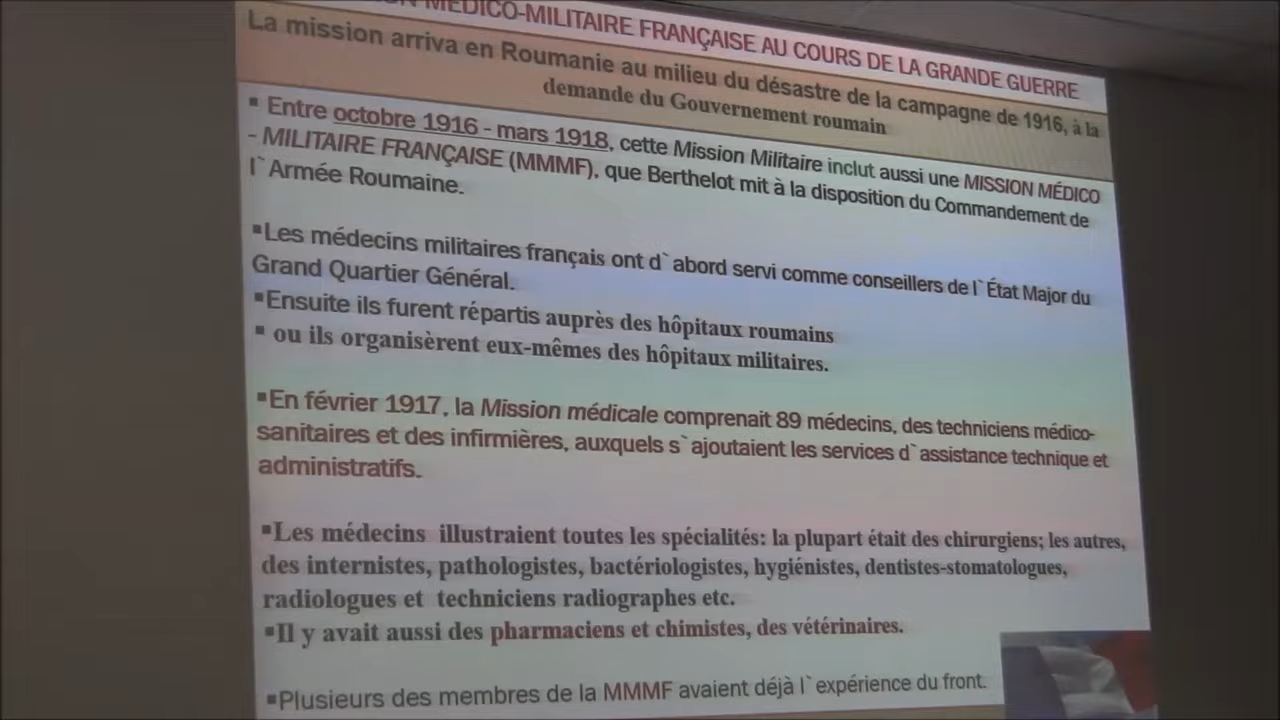 MÉDICO-MILITAIRE FRANÇAISE AU COURS DE LA GRANDE GUERRE
La mission arriva en Roumanie au milieu du désastre de la campagne de 1916, à la
demande du Gouvernement roumain
▪ Entre octobre 1916 - mars 1918, cette Mission Militaire inclut aussi une MISSION MÉDICO
- MILITAIRE FRANÇAISE (MMMF), que Berthelot mit à la disposition du Commandement de
l`Armée Roumaine.
▪Les médecins militaires français ont d`abord servi comme conseillers de l`État Major du
Grand Quartier Général.
▪Ensuite ils furent répartis auprès des hôpitaux roumains
▪ ou ils organisèrent eux-mêmes des hôpitaux militaires.
▪En février 1917, la Mission médicale comprenait 89 médecins, des techniciens médico-
sanitaires et des infirmières, auxquels s`ajoutaient les services d`assistance technique et
administratifs.
▪Les médecins illustraient toutes les spécialités: la plupart était des chirurgiens; les autres,
des internistes, pathologistes, bactériologistes, hygiénistes, dentistes-stomatologues,
radiologues et techniciens radiographes etc.
▪Il y avait aussi des pharmaciens et chimistes, des vétérinaires.
▪Plusieurs des membres de la MMMF avaient déjà l`expérience du front.